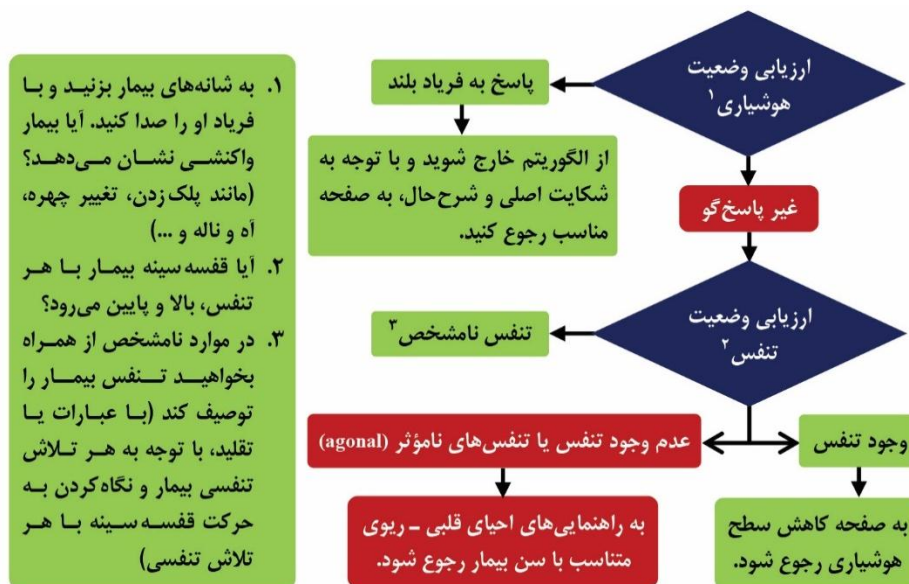 ارزیابی وضعیت
هوشیاری ۱
پاسخ به فریاد بلند
از الگوریتم خارج شوید و با توجه به
شکایت اصلی و شرح‌حال، به صفحه
مناسب رجوع کنید.
غیر پاسخ‌گو
ارزیابی وضعیت
تنفس ۲
تنفس نامشخص ۳
وجود تنفس
عدم وجود تنفس یا تنفس‌های نامؤثر (agonal)
به صفحه کاهش سطح
هوشیاری رجوع شود.
به راهنمایی‌های احیای قلبی ـ ریوی
متناسب با سن بیمار رجوع شود.
۱. به شانه‌های بیمار بزنید و با
فریاد او را صدا کنید. آیا بیمار
واکنشی نشان می‌دهد؟
(مانند پلک‌زدن، تغییر چهره،
آه و ناله و ...)
۲. آیا قفسه‌سینه بیمار با هر
تنفس، بالا و پایین می‌رود؟
۳. در موارد نامشخص از همراه
بخواهید تنفس بیمار را
توصیف کند (با عبارات یا
تقلید، با توجه به هر تلاش
تنفسی بیمار و نگاه‌کردن به
حرکت قفسه‌سینه با هر
تلاش تنفسی)